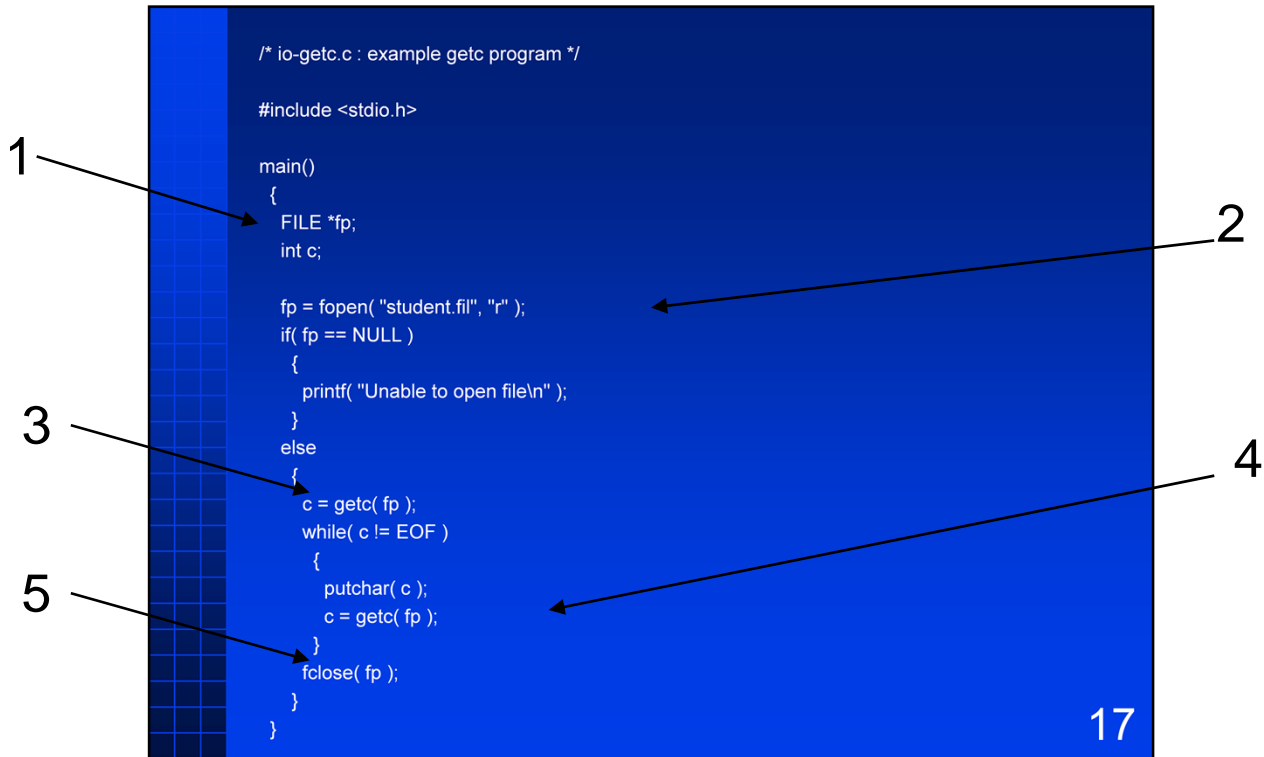 /* io-getc.c : example getc program */
#include <stdio.h>
1
main()
{
FILE *fp;
2
int c;
fp = fopen( "student.fil", "r" );
if( fp == NULL )
{
printf( "Unable to open file\n" );
}
3
else
4
{
c = getc( fp );
while( c != EOF )
{
5
putchar( c );
c = getc( fp );
}
fclose( fp );
}
}
17